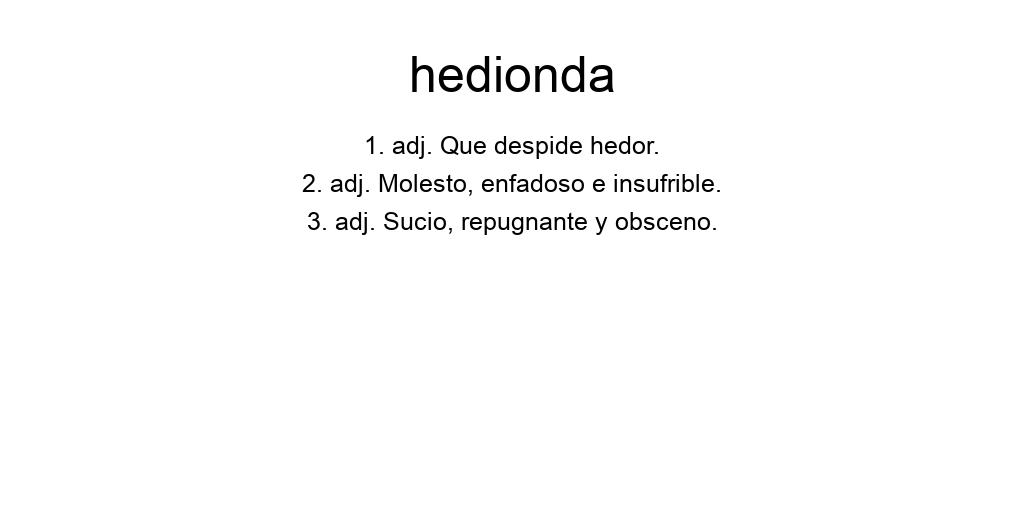 hedionda
1. adj. Que despide hedor.
2. adj. Molesto, enfadoso e insufrible.
3. adj. Sucio, repugnante y obsceno.